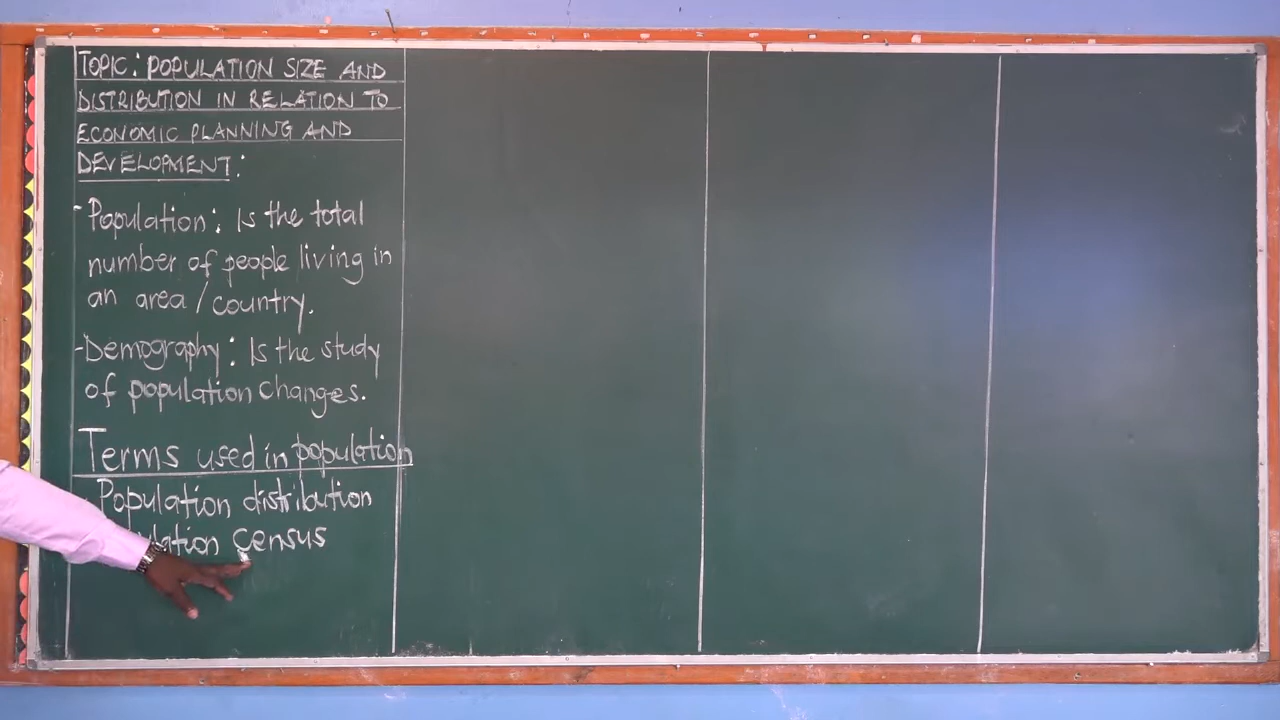 TOPIC: POPULATION SIZE AND
DISTRIBUTION IN RELATION TO
ECONOMIC PLANNING AND
DEVELOPMENT:
- Population: Is the total
number of people living in
an area / country.
- Demography: Is the study
of population changes.
Terms used in population
Population distribution
census